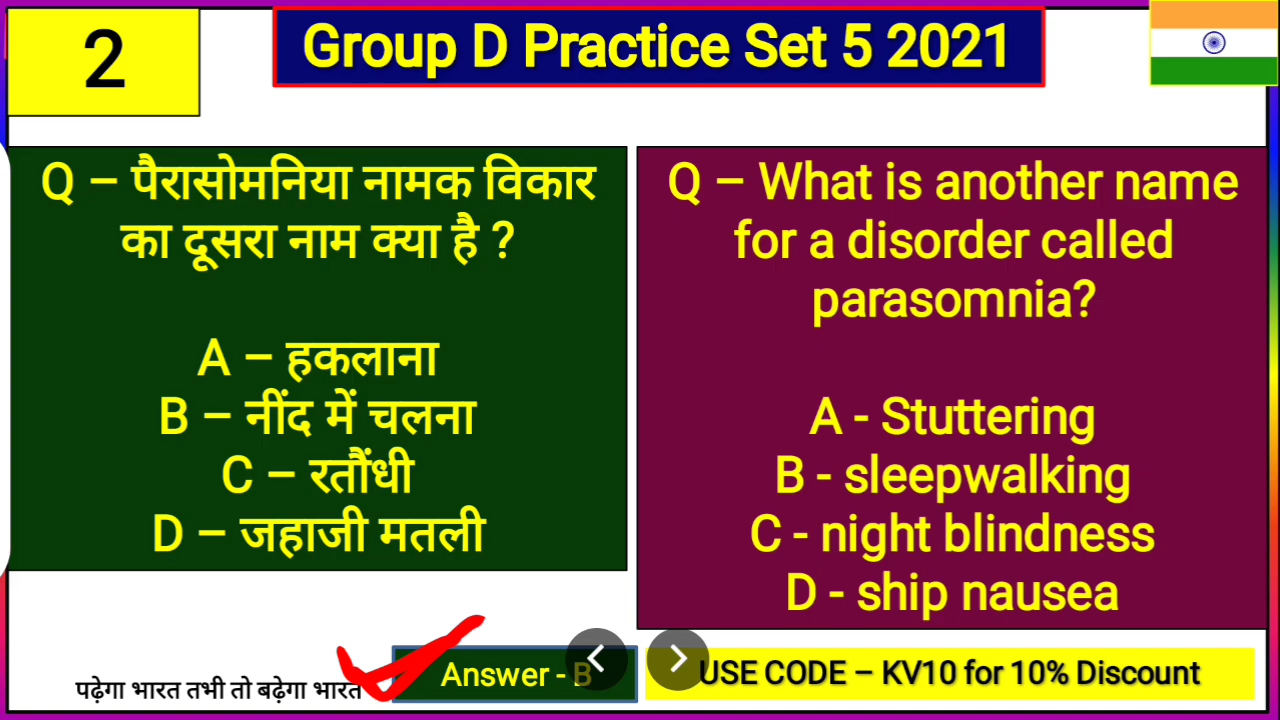 2
Group D Practice Set 5 2021
Q – पैरासोमनिया नामक विकार
का दूसरा नाम क्या है ?
A – हकलाना
B – नींद में चलना
C – रतौंधी
D – जहाजी मतली
Q – What is another name
for a disorder called
parasomnia?
A - Stuttering
B - sleepwalking
C - night blindness
D - ship nausea
पढ़ेगा भारत तभी तो बढ़ेगा भारत
Answer - B
USE CODE – KV10 for 10% Discount